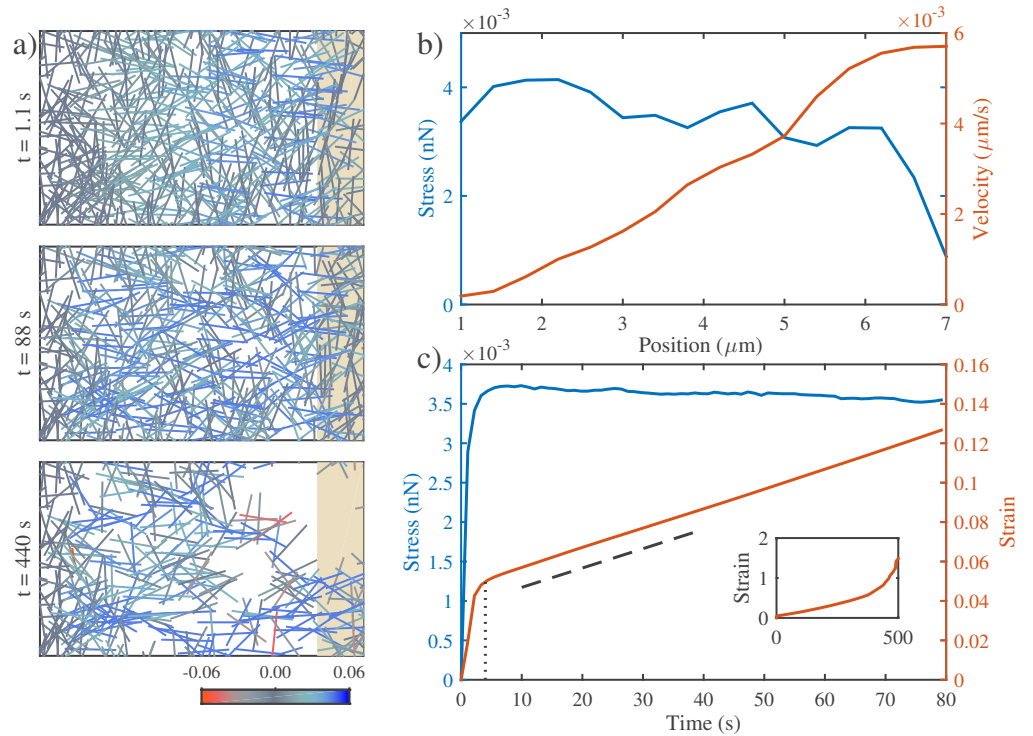 a)
t = 1.1 s
t = 88 s
t = 440 s
-0.06 0.00 0.06
b)
×10⁻³ ×10⁻³
Stress (nN)
0 2 4
Velocity (μm/s)
0 2 4 6
1 2 3 4 5 6 7
Position (μm)
c)
×10⁻³
Stress (nN)
0 0.5 1 1.5 2 2.5 3 3.5 4
Strain
0 0.02 0.04 0.06 0.08 0.1 0.12 0.14 0.16
0 10 20 30 40 50 60 70 80
Time (s)
Strain
0 1 2
0 500